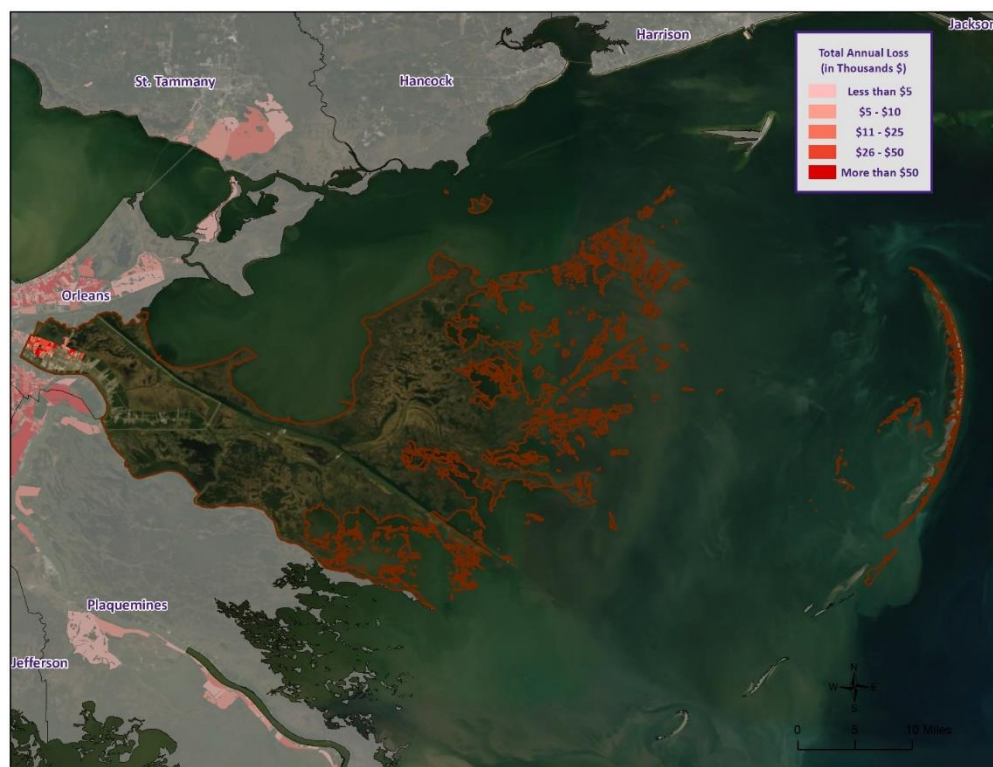 Jackson
Harrison
Hancock
St. Tammany
Total Annual Loss
(in Thousands $)
Less than $5
$5 - $10
$11 - $25
$26 - $50
More than $50
Orleans
Plaquemines
Jefferson
N
W E
S
0 5 10 Miles